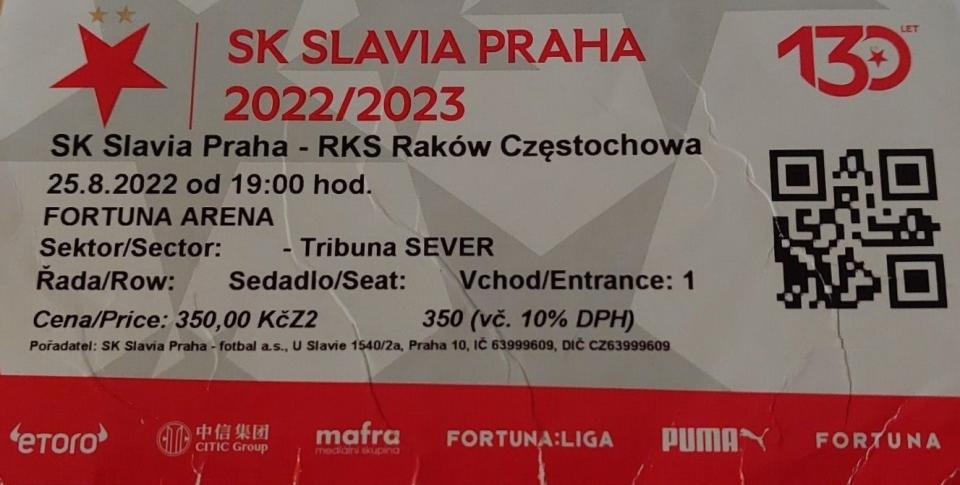 SK SLAVIA PRAHA
2022/2023
130 LET
SK Slavia Praha - RKS Raków Częstochowa
25.8.2022 od 19:00 hod.
FORTUNA ARENA
Sektor/Sector: - Tribuna SEVER
Řada/Row: Sedadlo/Seat: Vchod/Entrance: 1
Cena/Price: 350,00 KčZ2 350 (vč. 10% DPH)
Pořadatel: SK Slavia Praha - fotbal a.s., U Slavie 1540/2a, Praha 10, IČ 63999609, DIČ CZ63999609
eToro
中信集团
CITIC Group
mafra
mediální skupina
FORTUNA:LIGA
PUMA
FORTUNA